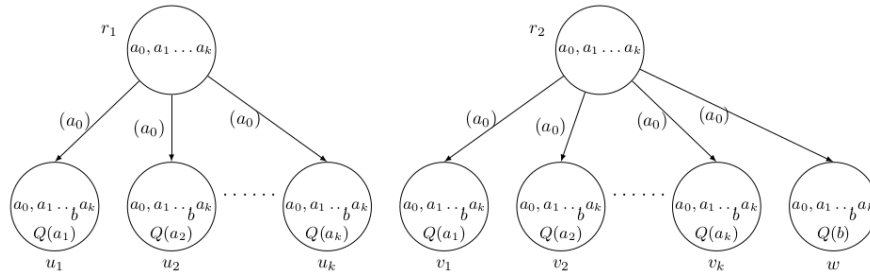 r₁
r₂
a₀, a₁ … aₖ
a₀, a₁ … aₖ
(a₀)
(a₀)
(a₀)
(a₀)
(a₀)
(a₀)
(a₀)
a₀, a₁ … aₖ
b
Q(a₁)
a₀, a₁ … aₖ
b
Q(a₂)
……
a₀, a₁ … aₖ
b
Q(aₖ)
a₀, a₁ … aₖ
b
Q(a₁)
a₀, a₁ … aₖ
b
Q(a₂)
……
a₀, a₁ … aₖ
b
Q(aₖ)
a₀, a₁ … aₖ
b
Q(b)
u₁
u₂
uₖ
v₁
v₂
vₖ
w